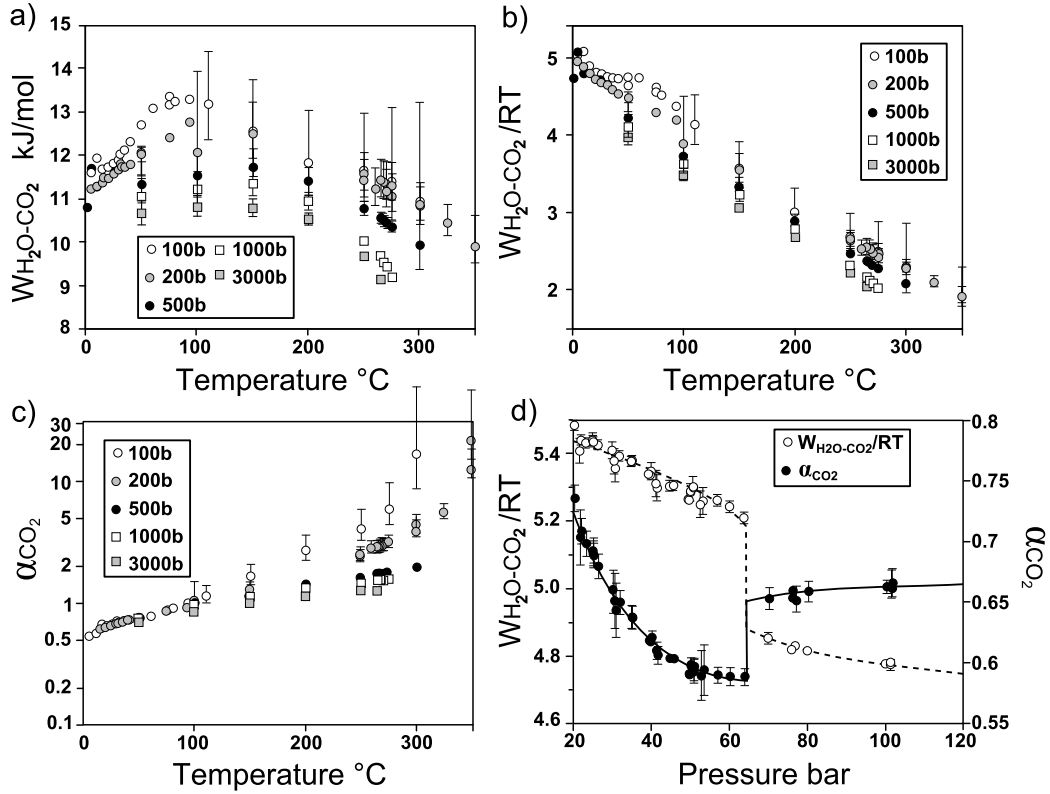 a)
15
14
13
12
11
10
9
8
WH2O-CO2 kJ/mol
100b
200b
500b
1000b
3000b
0
100
200
300
Temperature °C
b)
5
4
3
2
WH2O-CO2/RT
100b
200b
500b
1000b
3000b
0
100
200
300
Temperature °C
c)
30
20
10
5
2
1
0.5
0.2
0.1
αCO2
100b
200b
500b
1000b
3000b
0
100
200
300
Temperature °C
d)
5.4
5.2
5.0
4.8
4.6
WH2O-CO2/RT
WH2O-CO2/RT
αCO2
0.8
0.75
0.7
0.65
0.6
0.55
αCO2
20
40
60
80
100
120
Pressure bar